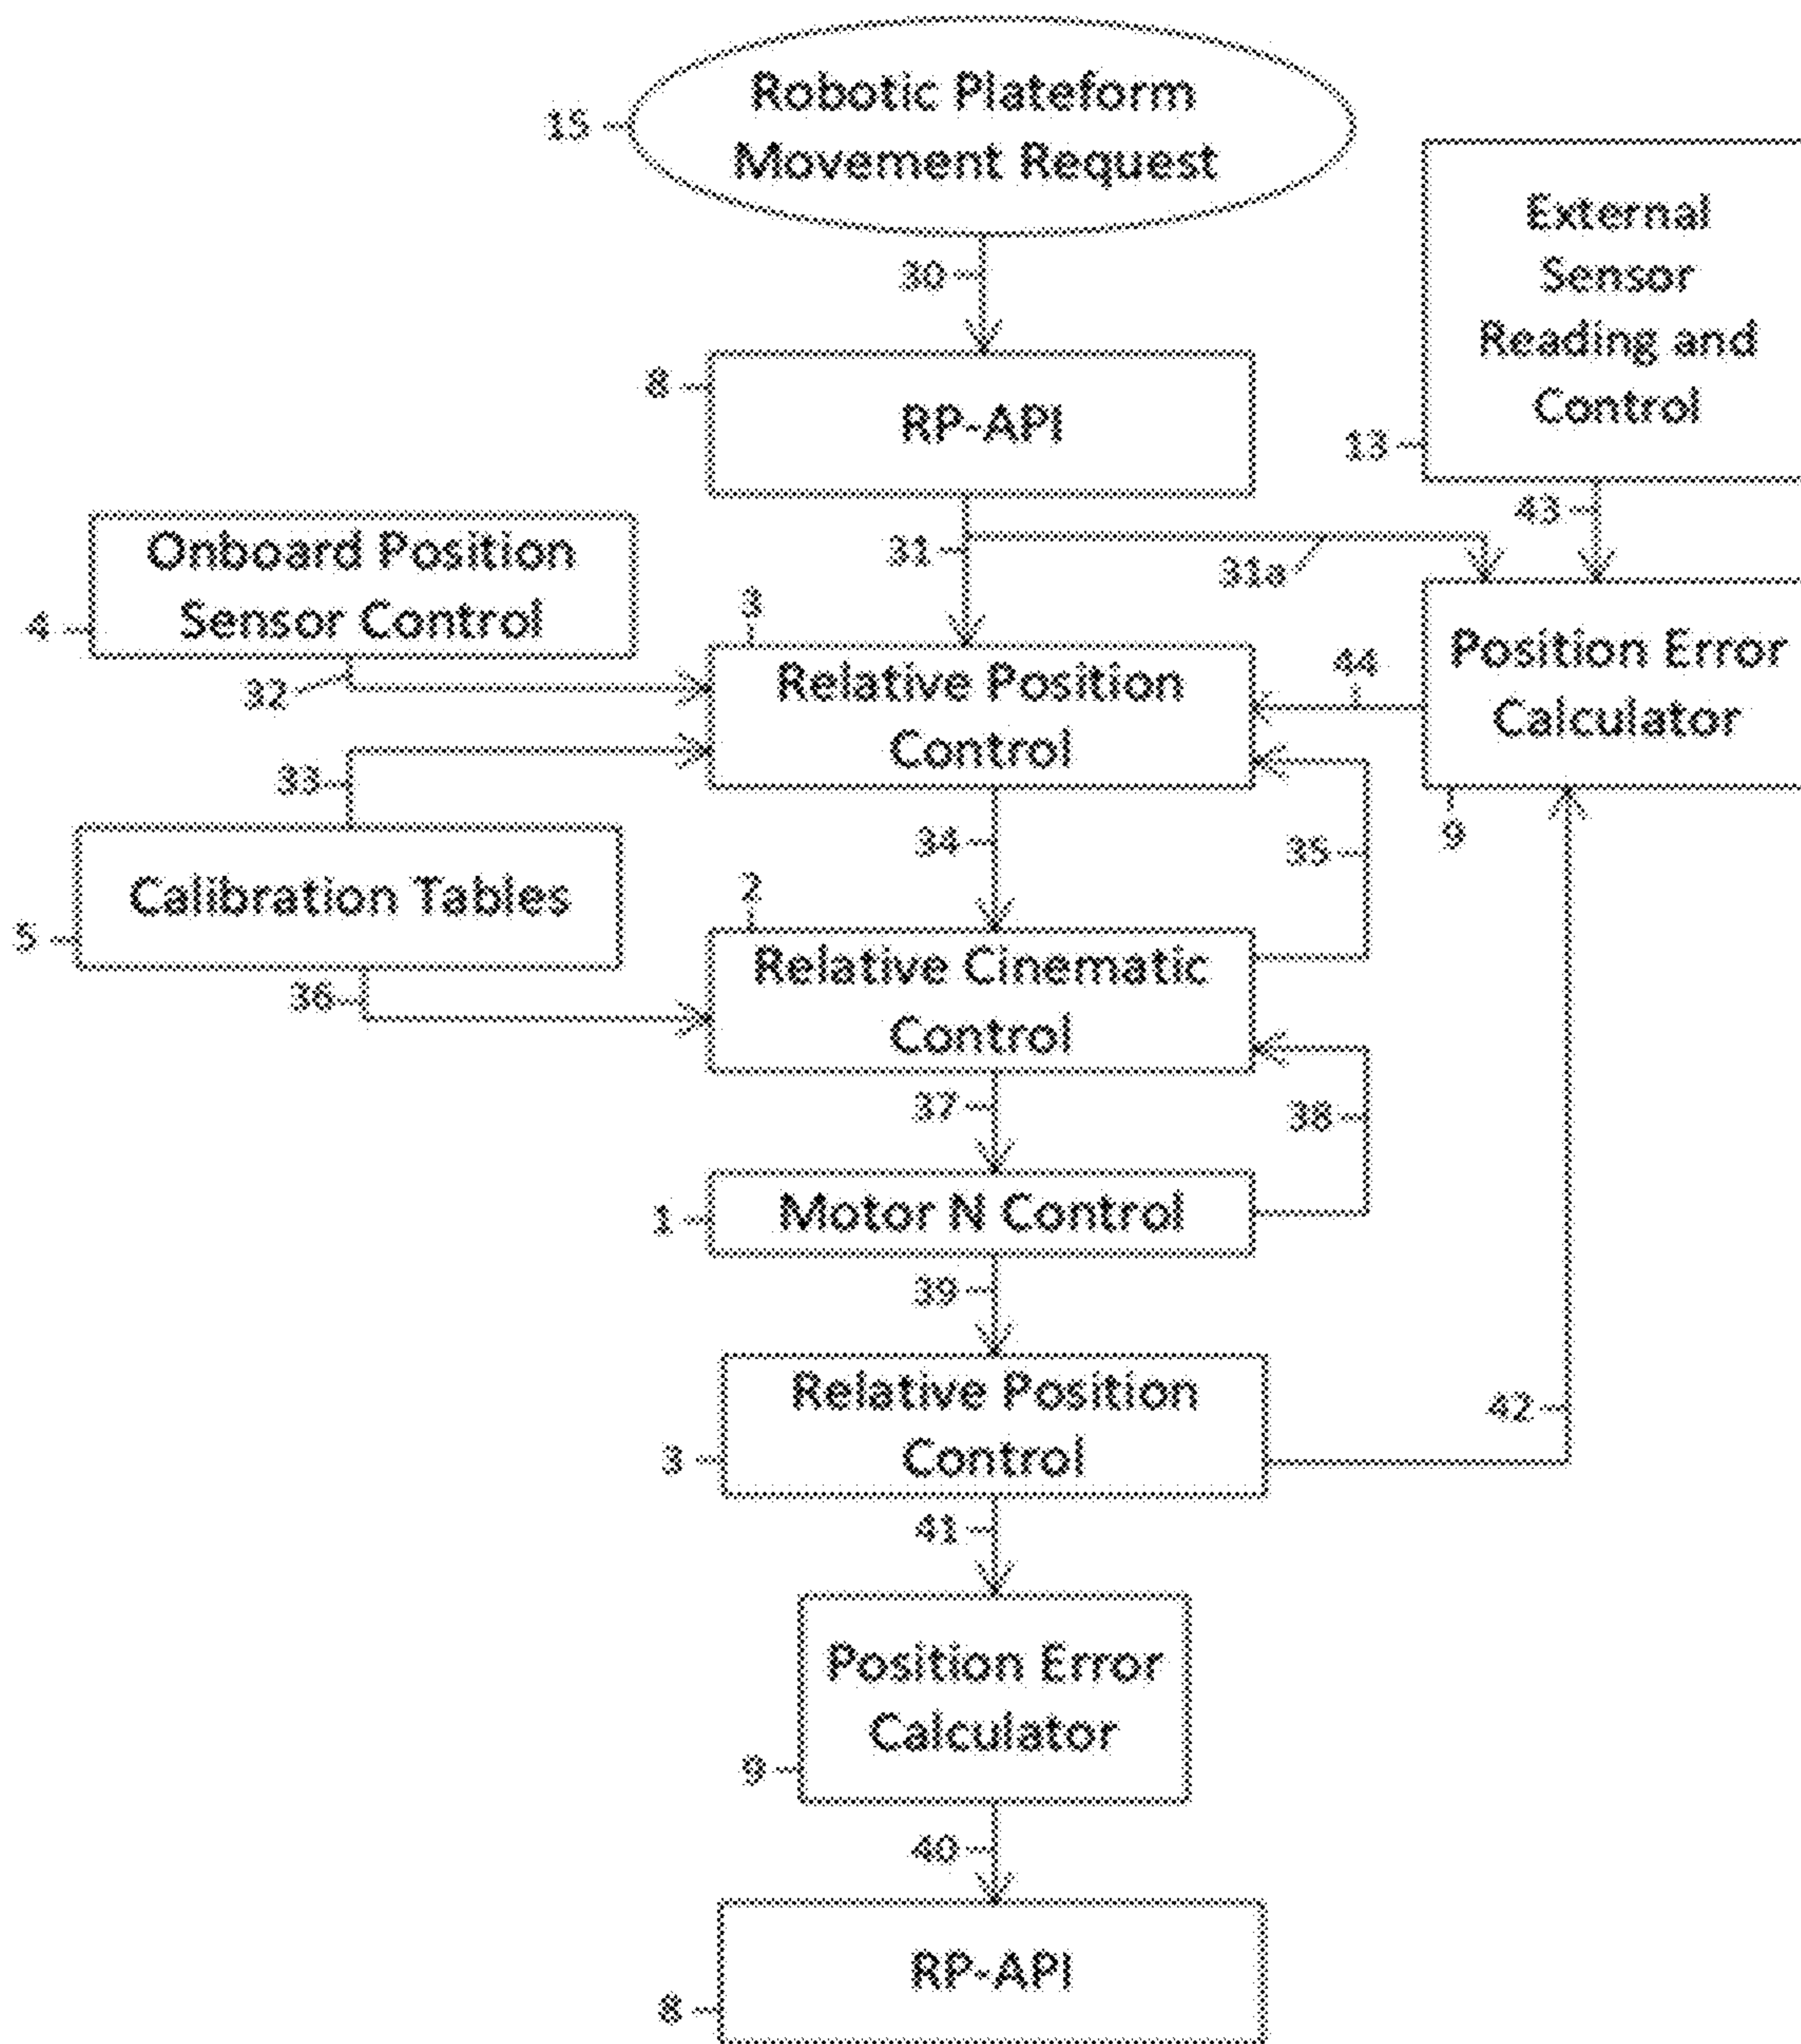 Robotic Plateform
Movement Request
15
30
External
Sensor
Reading and
Control
13
43
8
RP-API
31
31a
Onboard Position
Sensor Control
4
32
3
Relative Position
Control
44
Position Error
Calculator
9
33
34
35
Calibration Tables
5
36
2
Relative Cinematic
Control
37
38
1
Motor N Control
39
Relative Position
Control
3
42
41
Position Error
Calculator
9
40
RP-API
8